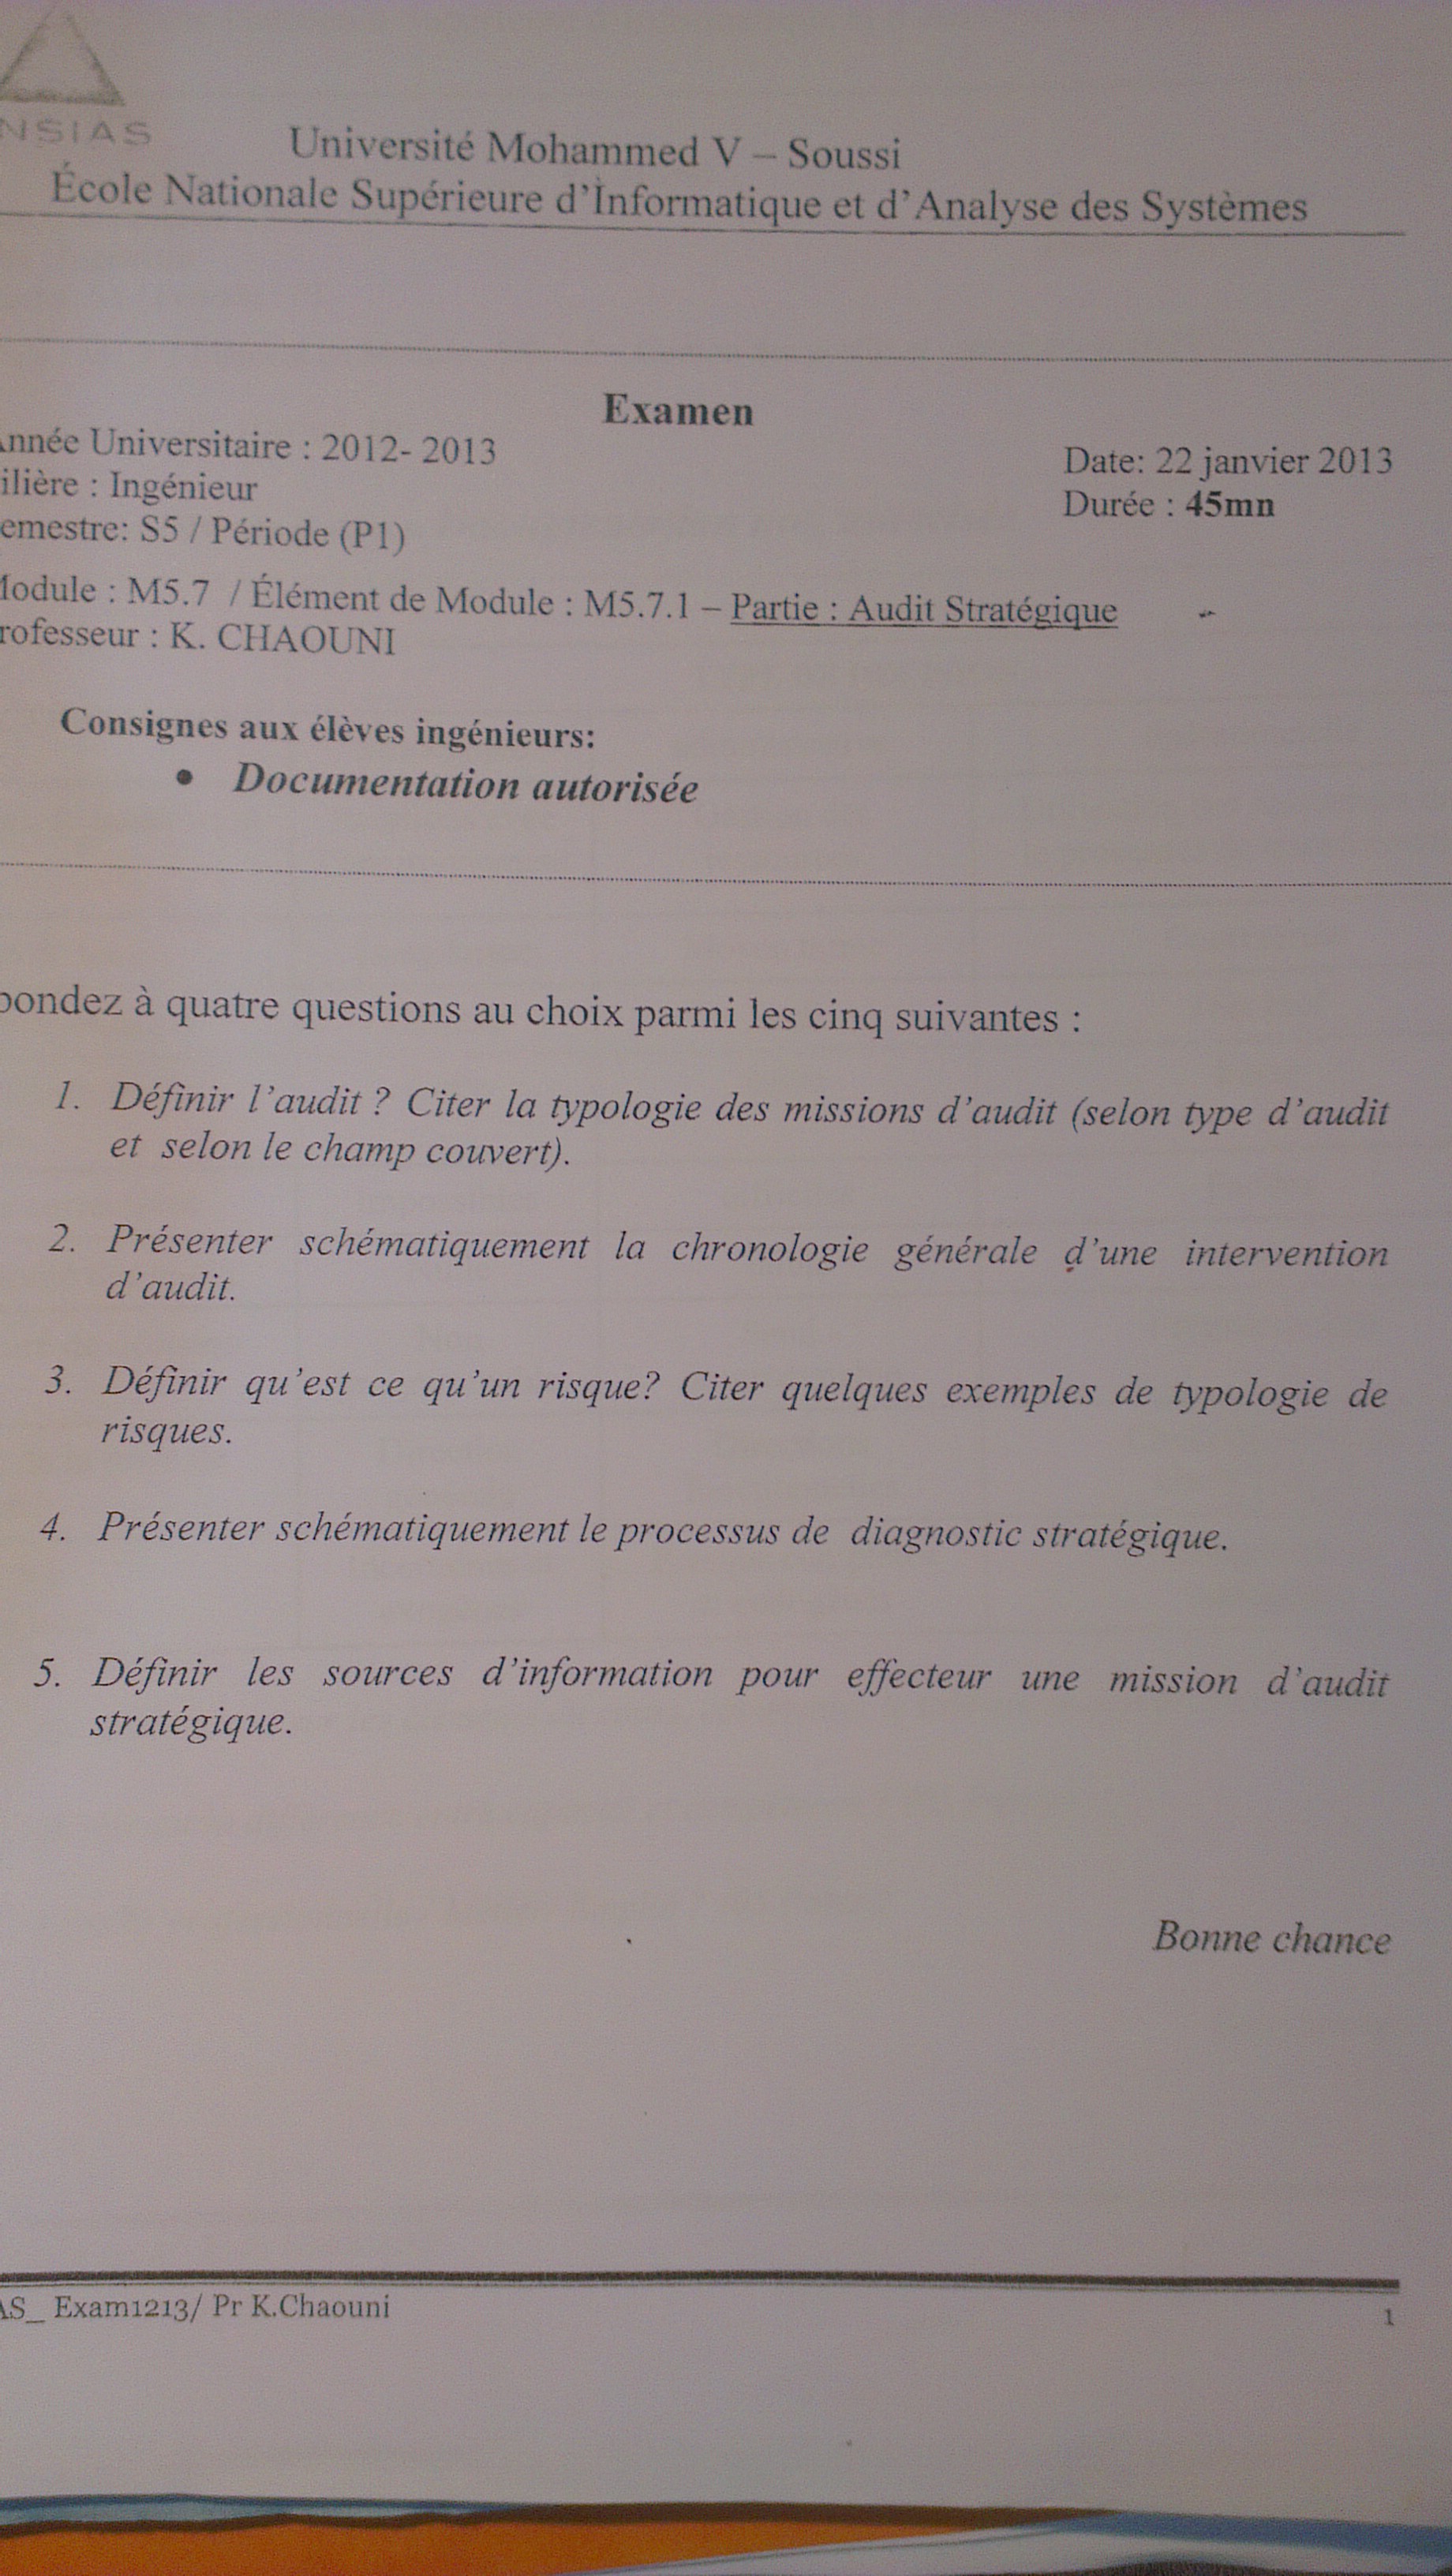 NSIAS
Université Mohammed V – Soussi
École Nationale Supérieure d'Informatique et d'Analyse des Systèmes
Examen
Année Universitaire : 2012- 2013
Date: 22 janvier 2013
ilière : Ingénieur
Durée : 45mn
emestre: S5 / Période (P1)
Module : M5.7 / Élément de Module : M5.7.1 – Partie : Audit Stratégique
rofesseur : K. CHAOUNI
Consignes aux élèves ingénieurs:
• Documentation autorisée
pondez à quatre questions au choix parmi les cinq suivantes :
1. Définir l'audit ? Citer la typologie des missions d'audit (selon type d'audit
et selon le champ couvert).
2. Présenter schématiquement la chronologie générale d'une intervention
d'audit.
3. Définir qu'est ce qu'un risque? Citer quelques exemples de typologie de
risques.
4. Présenter schématiquement le processus de diagnostic stratégique.
5. Définir les sources d'information pour effecteur une mission d'audit
stratégique.
Bonne chance
AS_ Exam1213/ Pr K.Chaouni
1